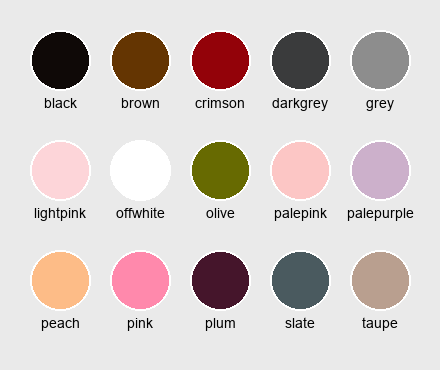 black brown crimson darkgrey grey
lightpink offwhite olive palepink palepurple
peach pink plum slate taupe